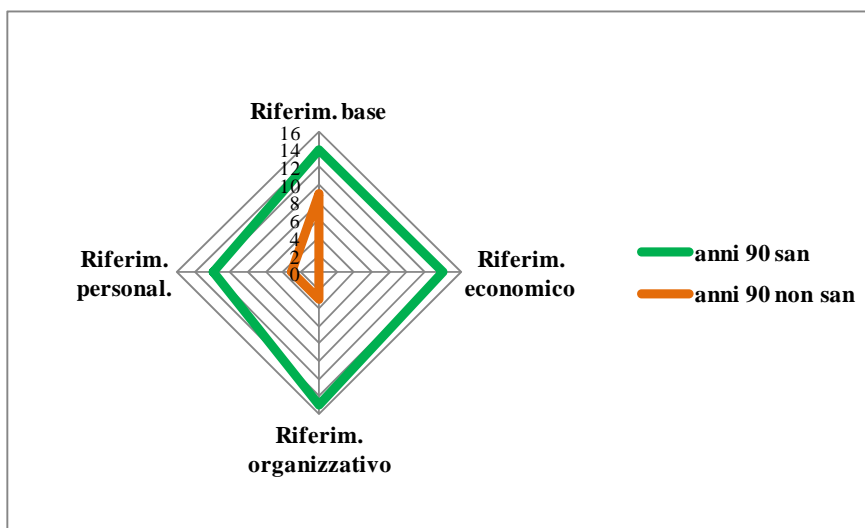 Riferim. base
16
14
12
10
8
6
4
2
0
Riferim.
personal.
Riferim.
economico
Riferim.
organizzativo
anni 90 san
anni 90 non san